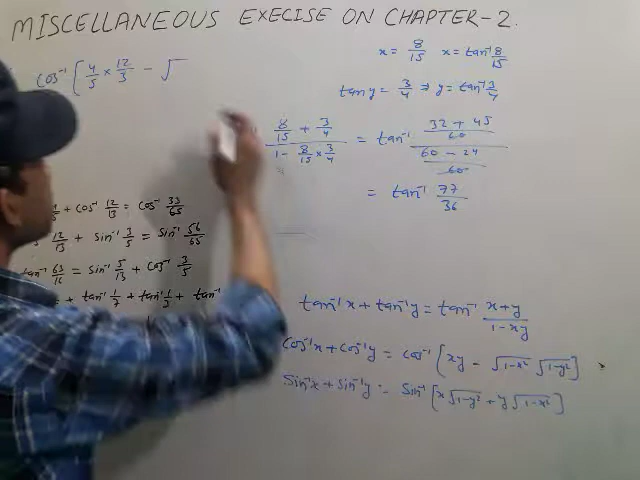 MISCELLANEOUS EXECISE ON CHAPTER-2.
cos⁻¹ [ 4/5 × 12/3 − √
x = 8/15 x = tan⁻¹ 8/15
tan y = 3/4 ⇒ y = tan⁻¹ 3/4
8/15 + 3/4 / 1 − 8/15 × 3/4 = tan⁻¹ 32 + 45/60 / 60 − 24/60
= tan⁻¹ 77/36
+ cos⁻¹ 12/13 = cos⁻¹ 33/65
12/13 + sin⁻¹ 3/5 = sin⁻¹ 56/65
tan⁻¹ 63/16 = sin⁻¹ 5/13 + cos⁻¹ 3/5
+ tan⁻¹ 1/7 + tan⁻¹ 1/3 + tan⁻¹
tan⁻¹x + tan⁻¹y = tan⁻¹ x+y/1−xy
cos⁻¹x + cos⁻¹y = cos⁻¹ [xy − √1−x² √1−y²]
Sin⁻¹x + sin⁻¹y = Sin⁻¹ [x√1−y² + y√1−x²]